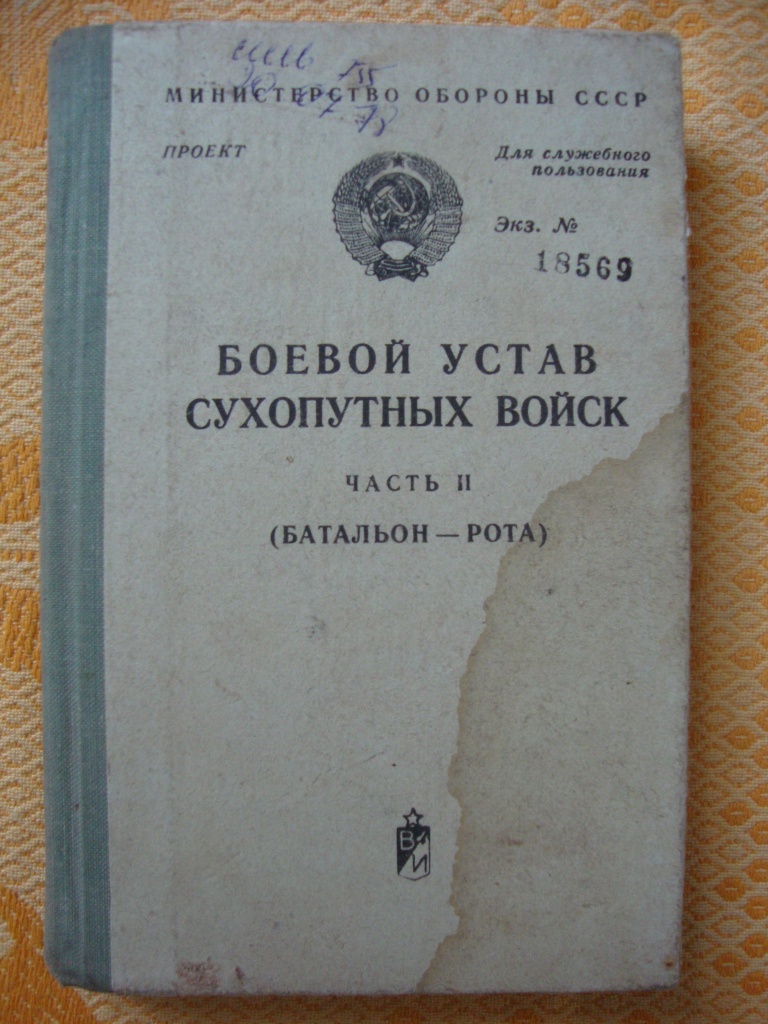 МИНИСТЕРСТВО ОБОРОНЫ СССР
ПРОЕКТ
Для служебного
пользования
Экз. №
18569
БОЕВОЙ УСТАВ
СУХОПУТНЫХ ВОЙСК
ЧАСТЬ II
(БАТАЛЬОН — РОТА)
В И